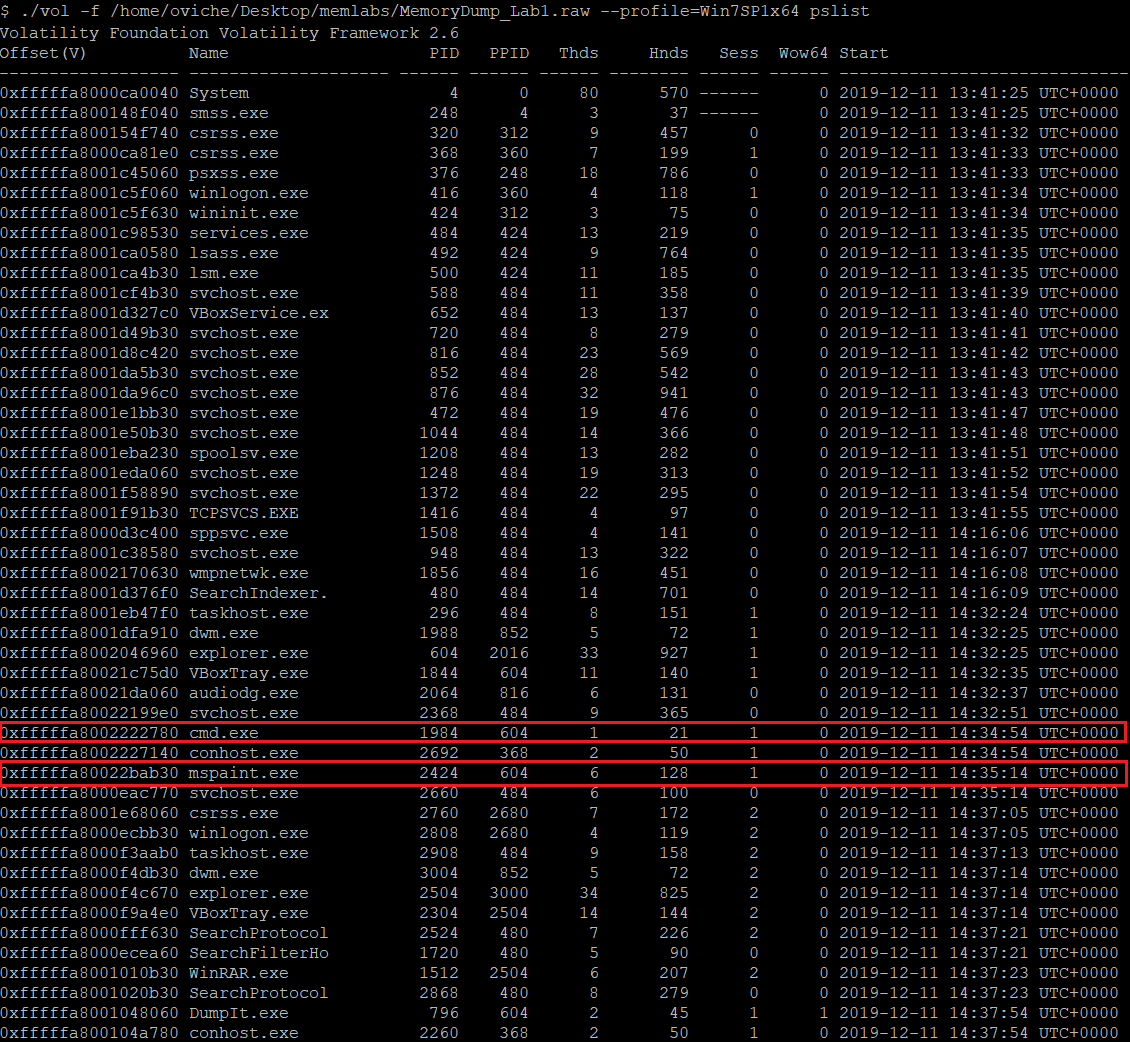 $ ./vol -f /home/oviche/Desktop/memlabs/MemoryDump_Lab1.raw --profile=Win7SP1x64 pslist
Volatility Foundation Volatility Framework 2.6
Offset(V)          Name                    PID   PPID   Thds     Hnds   Sess  Wow64 Start
------------------ -------------------- ------ ------ ------ -------- ------ ------ -----------------------------
0xfffffa8000ca0040 System                    4      0     80      570 ------      0 2019-12-11 13:41:25 UTC+0000
0xfffffa800148f040 smss.exe                248      4      3       37 ------      0 2019-12-11 13:41:25 UTC+0000
0xfffffa800154f740 csrss.exe               320    312      9      457      0      0 2019-12-11 13:41:32 UTC+0000
0xfffffa8000ca81e0 csrss.exe               368    360      7      199      1      0 2019-12-11 13:41:33 UTC+0000
0xfffffa8001c45060 psxss.exe               376    248     18      786      0      0 2019-12-11 13:41:33 UTC+0000
0xfffffa8001c5f060 winlogon.exe            416    360      4      118      1      0 2019-12-11 13:41:34 UTC+0000
0xfffffa8001c5f630 wininit.exe             424    312      3       75      0      0 2019-12-11 13:41:34 UTC+0000
0xfffffa8001c98530 services.exe            484    424     13      219      0      0 2019-12-11 13:41:35 UTC+0000
0xfffffa8001ca0580 lsass.exe               492    424      9      764      0      0 2019-12-11 13:41:35 UTC+0000
0xfffffa8001ca4b30 lsm.exe                 500    424     11      185      0      0 2019-12-11 13:41:35 UTC+0000
0xfffffa8001cf4b30 svchost.exe             588    484     11      358      0      0 2019-12-11 13:41:39 UTC+0000
0xfffffa8001d327c0 VBoxService.ex          652    484     13      137      0      0 2019-12-11 13:41:40 UTC+0000
0xfffffa8001d49b30 svchost.exe             720    484      8      279      0      0 2019-12-11 13:41:41 UTC+0000
0xfffffa8001d8c420 svchost.exe             816    484     23      569      0      0 2019-12-11 13:41:42 UTC+0000
0xfffffa8001da5b30 svchost.exe             852    484     28      542      0      0 2019-12-11 13:41:43 UTC+0000
0xfffffa8001da96c0 svchost.exe             876    484     32      941      0      0 2019-12-11 13:41:43 UTC+0000
0xfffffa8001e1bb30 svchost.exe             472    484     19      476      0      0 2019-12-11 13:41:47 UTC+0000
0xfffffa8001e50b30 svchost.exe            1044    484     14      366      0      0 2019-12-11 13:41:48 UTC+0000
0xfffffa8001eba230 spoolsv.exe            1208    484     13      282      0      0 2019-12-11 13:41:51 UTC+0000
0xfffffa8001eda060 svchost.exe            1248    484     19      313      0      0 2019-12-11 13:41:52 UTC+0000
0xfffffa8001f58890 svchost.exe            1372    484     22      295      0      0 2019-12-11 13:41:54 UTC+0000
0xfffffa8001f91b30 TCPSVCS.EXE            1416    484      4       97      0      0 2019-12-11 13:41:55 UTC+0000
0xfffffa8000d3c400 sppsvc.exe             1508    484      4      141      0      0 2019-12-11 14:16:06 UTC+0000
0xfffffa8001c38580 svchost.exe             948    484     13      322      0      0 2019-12-11 14:16:07 UTC+0000
0xfffffa8002170630 wmpnetwk.exe           1856    484     16      451      0      0 2019-12-11 14:16:08 UTC+0000
0xfffffa8001d376f0 SearchIndexer.          480    484     14      701      0      0 2019-12-11 14:16:09 UTC+0000
0xfffffa8001eb47f0 taskhost.exe            296    484      8      151      1      0 2019-12-11 14:32:24 UTC+0000
0xfffffa8001dfa910 dwm.exe                1988    852      5       72      1      0 2019-12-11 14:32:25 UTC+0000
0xfffffa8002046960 explorer.exe            604   2016     33      927      1      0 2019-12-11 14:32:25 UTC+0000
0xfffffa80021c75d0 VBoxTray.exe           1844    604     11      140      1      0 2019-12-11 14:32:35 UTC+0000
0xfffffa80021da060 audiodg.exe            2064    816      6      131      0      0 2019-12-11 14:32:37 UTC+0000
0xfffffa80022199e0 svchost.exe            2368    484      9      365      0      0 2019-12-11 14:32:51 UTC+0000
0xfffffa8002222780 cmd.exe                1984    604      1       21      1      0 2019-12-11 14:34:54 UTC+0000
0xfffffa8002227140 conhost.exe            2692    368      2       50      1      0 2019-12-11 14:34:54 UTC+0000
0xfffffa80022bab30 mspaint.exe            2424    604      6      128      1      0 2019-12-11 14:35:14 UTC+0000
0xfffffa8000eac770 svchost.exe            2660    484      6      100      0      0 2019-12-11 14:35:14 UTC+0000
0xfffffa8001e68060 csrss.exe              2760   2680      7      172      2      0 2019-12-11 14:37:05 UTC+0000
0xfffffa8000ecbb30 winlogon.exe           2808   2680      4      119      2      0 2019-12-11 14:37:05 UTC+0000
0xfffffa8000f3aab0 taskhost.exe           2908    484      9      158      2      0 2019-12-11 14:37:13 UTC+0000
0xfffffa8000f4db30 dwm.exe                3004    852      5       72      2      0 2019-12-11 14:37:14 UTC+0000
0xfffffa8000f4c670 explorer.exe           2504   3000     34      825      2      0 2019-12-11 14:37:14 UTC+0000
0xfffffa8000f9a4e0 VBoxTray.exe           2304   2504     14      144      2      0 2019-12-11 14:37:14 UTC+0000
0xfffffa8000fff630 SearchProtocol         2524    480      7      226      2      0 2019-12-11 14:37:21 UTC+0000
0xfffffa8000ecea60 SearchFilterHo         1720    480      5       90      0      0 2019-12-11 14:37:21 UTC+0000
0xfffffa8001010b30 WinRAR.exe             1512   2504      6      207      2      0 2019-12-11 14:37:23 UTC+0000
0xfffffa8001020b30 SearchProtocol         2868    480      8      279      0      0 2019-12-11 14:37:23 UTC+0000
0xfffffa8001048060 DumpIt.exe              796    604      2       45      1      1 2019-12-11 14:37:54 UTC+0000
0xfffffa800104a780 conhost.exe            2260    368      2       50      1      0 2019-12-11 14:37:54 UTC+0000